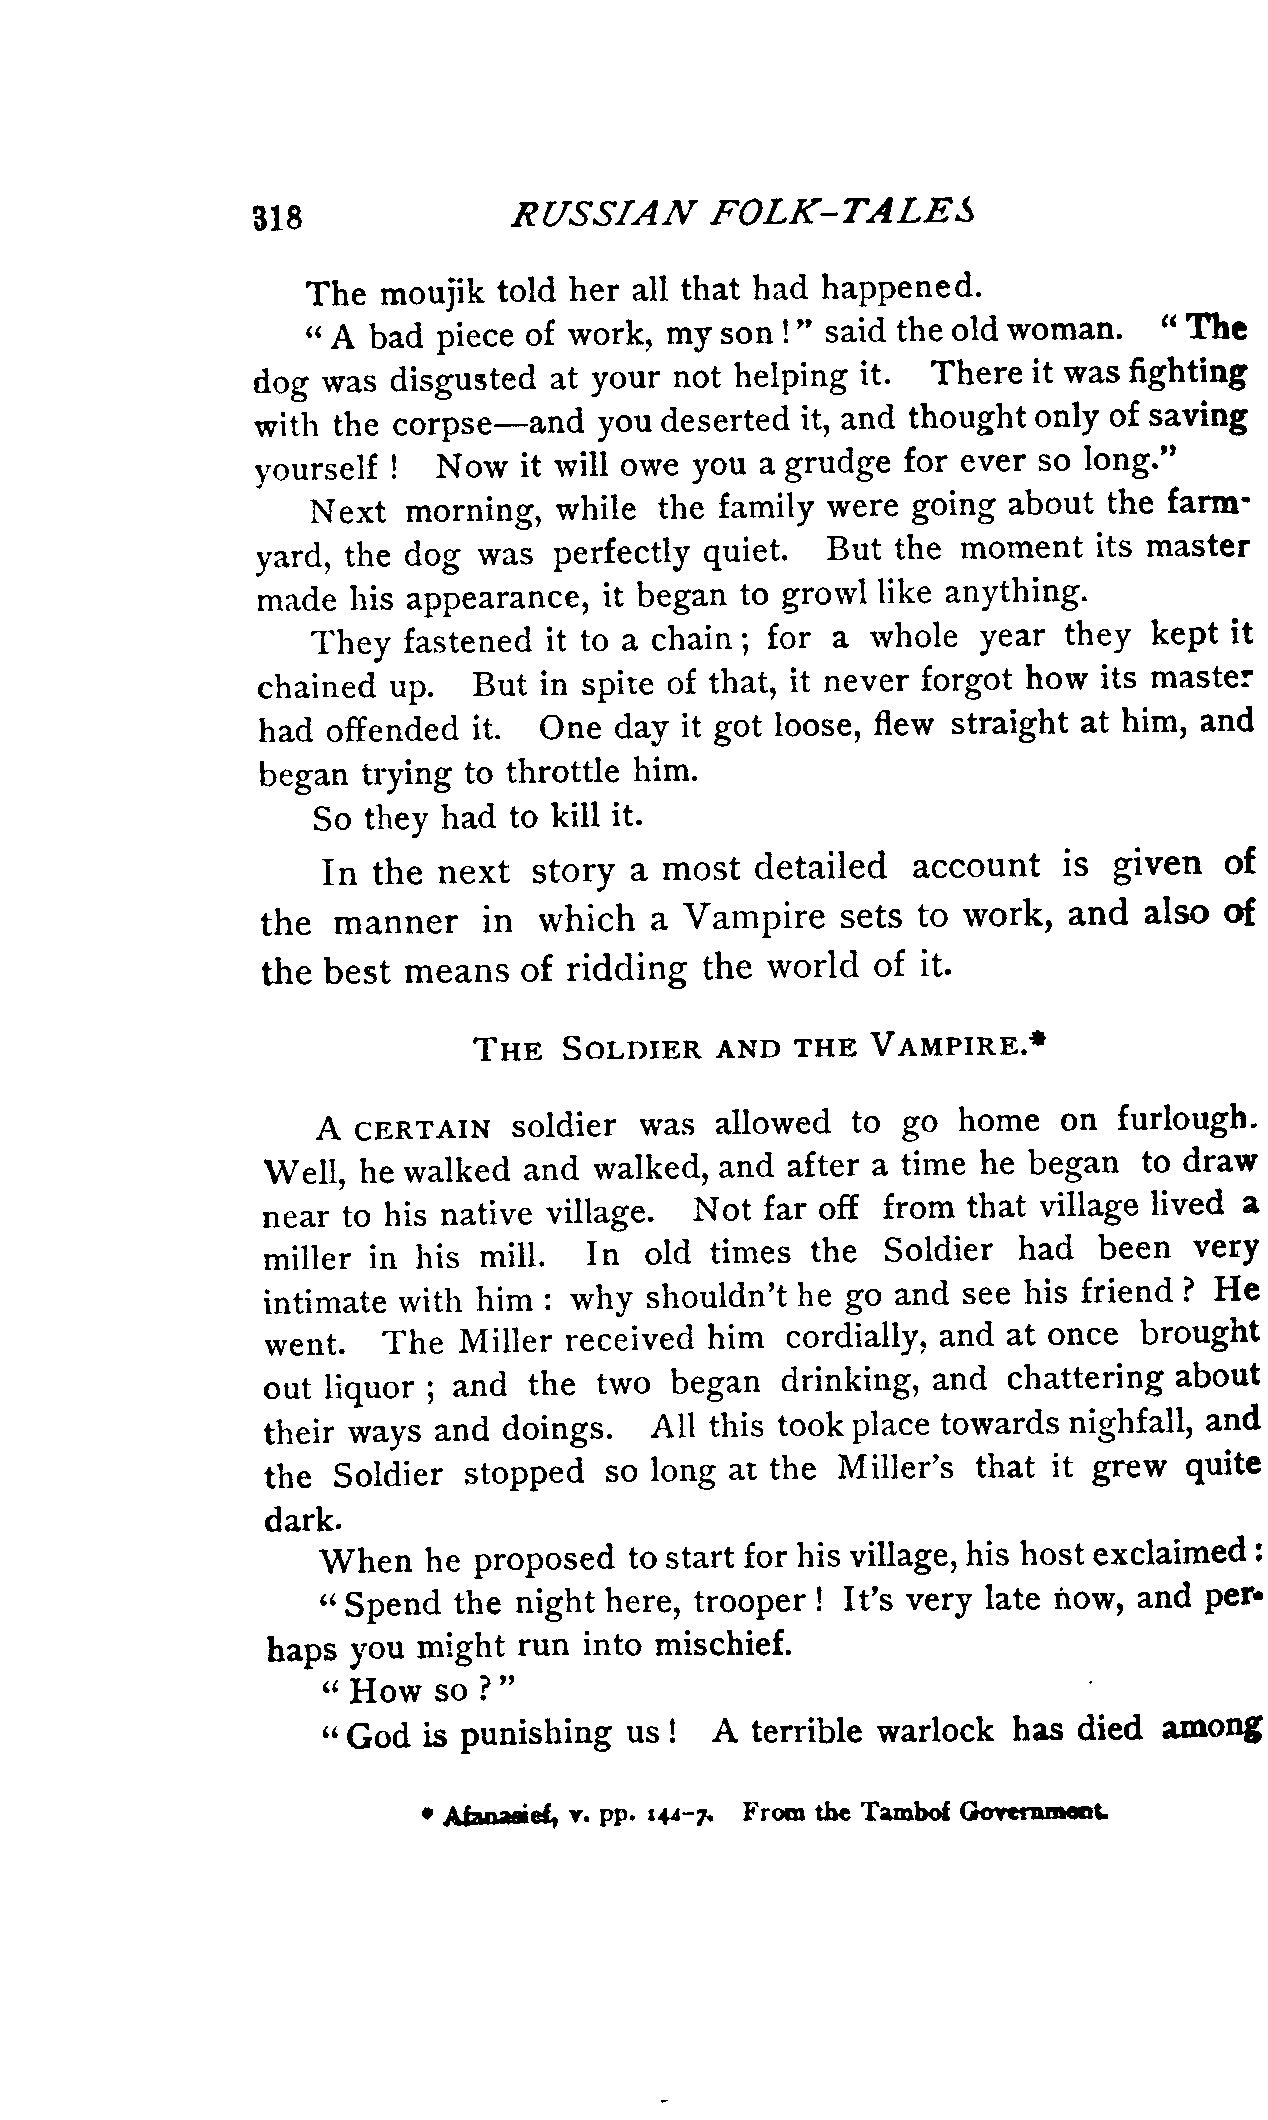 318 RUSSIAN FOLK-TALES
The moujik told her all that had happened.
“ A bad piece of work, my son !” said the old woman. “ The
dog was disgusted at your not helping it. There it was fighting
with the corpse—and you deserted it, and thought only of saving
yourself ! Now it will owe you a grudge for ever so long.”
Next morning, while the family were going about the farm-
yard, the dog was perfectly quiet. But the moment its master
made his appearance, it began to growl like anything.
They fastened it to a chain ; for a whole year they kept it
chained up. But in spite of that, it never forgot how its master
had offended it. One day it got loose, flew straight at him, and
began trying to throttle him.
So they had to kill it.
In the next story a most detailed account is given of
the manner in which a Vampire sets to work, and also of
the best means of ridding the world of it.
THE SOLDIER AND THE VAMPIRE.*
A CERTAIN soldier was allowed to go home on furlough.
Well, he walked and walked, and after a time he began to draw
near to his native village. Not far off from that village lived a
miller in his mill. In old times the Soldier had been very
intimate with him : why shouldn’t he go and see his friend ? He
went. The Miller received him cordially, and at once brought
out liquor ; and the two began drinking, and chattering about
their ways and doings. All this took place towards nighfall, and
the Soldier stopped so long at the Miller’s that it grew quite
dark.
When he proposed to start for his village, his host exclaimed :
“ Spend the night here, trooper ! It’s very late now, and per-
haps you might run into mischief.
“ How so ?”
“ God is punishing us ! A terrible warlock has died among
* Afanasief, v. pp. 144-7. From the Tambof Government.